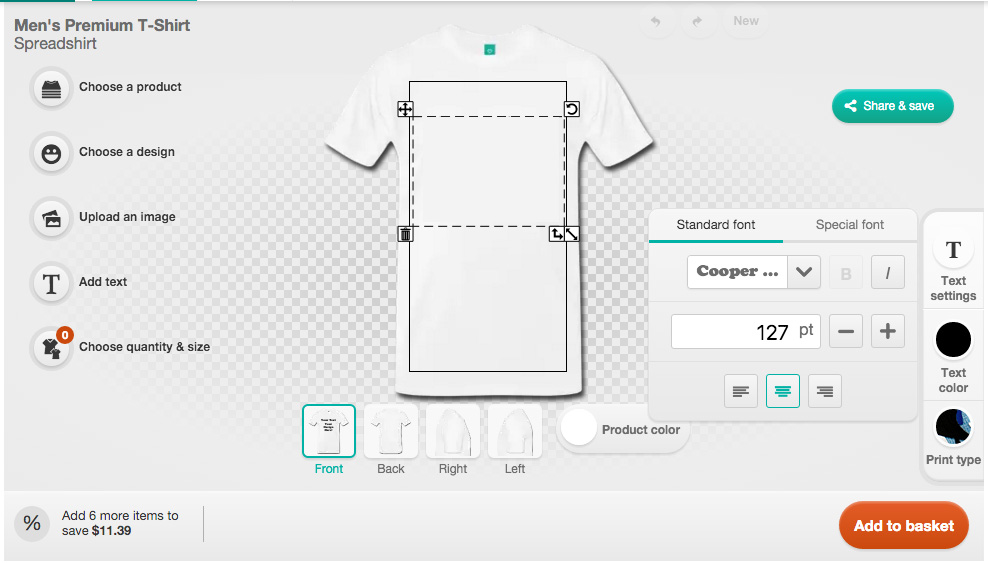 Men's Premium T-Shirt
Spreadshirt
New
Choose a product
Choose a design
Upload an image
T
Add text
0
Choose quantity & size
Share & save
Standard font
Special font
Cooper ...
B
I
127 pt
T
Text
settings
Text
color
Print type
Product color
Front
Back
Right
Left
%
Add 6 more items to
save $11.39
Add to basket